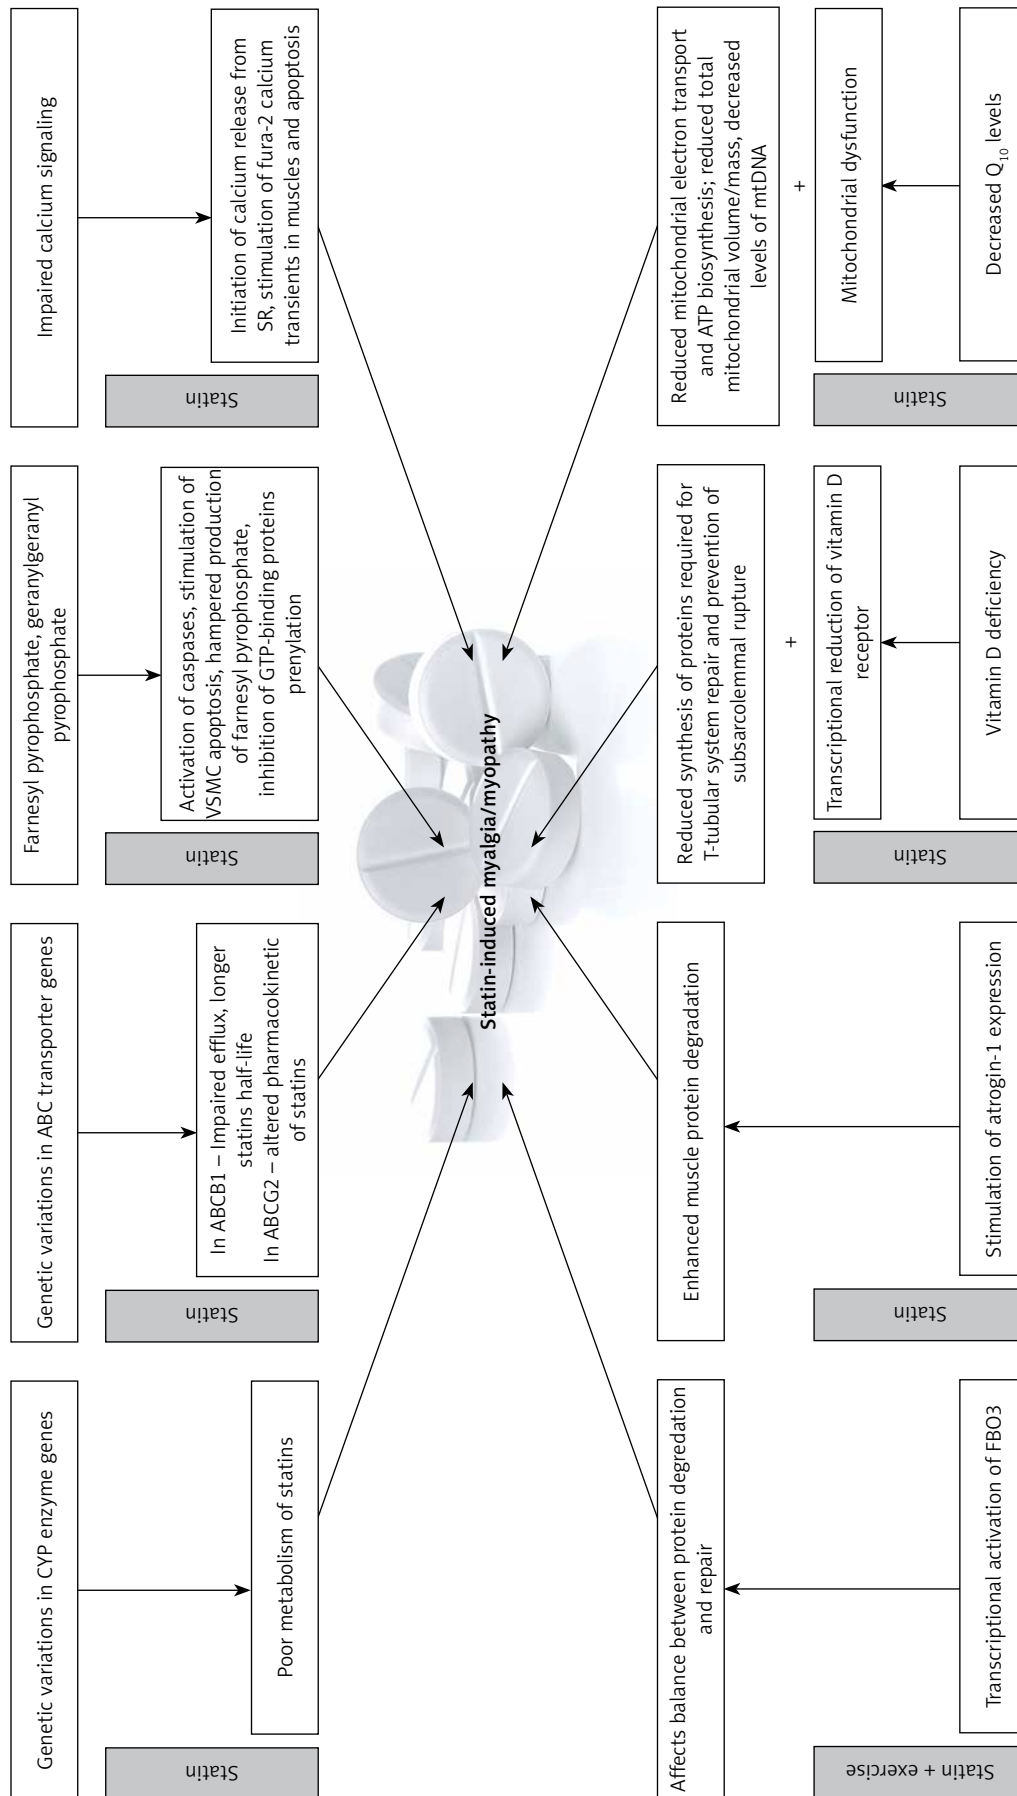 Genetic variations in CYP enzyme genes
Statin
Poor metabolism of statins
Genetic variations in ABC transporter genes
Statin
In ABCB1 – Impaired efflux, longer
statins half-life
In ABCG2 – altered pharmacokinetic
of statins
Farnesyl pyrophosphate, geranylgeranyl
pyrophosphate
Statin
Activation of caspases, stimulation of
VSMC apoptosis, hampered production
of farnesyl pyrophosphate,
inhibition of GTP-binding proteins
prenylation
Impaired calcium signaling
Statin
Initiation of calcium release from
SR, stimulation of fura-2 calcium
transients in muscles and apoptosis
Statin-induced myalgia/myopathy
Affects balance between protein degredation
and repair
Statin + exercise
Transcriptional activation of FBO3
Enhanced muscle protein degradation
Statin
Stimulation of atrogin-1 expression
Reduced synthesis of proteins required for
T-tubular system repair and prevention of
subsarcolemmal rupture
+
Statin
Transcriptional reduction of vitamin D
receptor
Vitamin D deficiency
Reduced mitochondrial electron transport
and ATP biosynthesis; reduced total
mitochondrial volume/mass, decreased
levels of mtDNA
+
Statin
Mitochondrial dysfunction
Decreased Q₁₀ levels